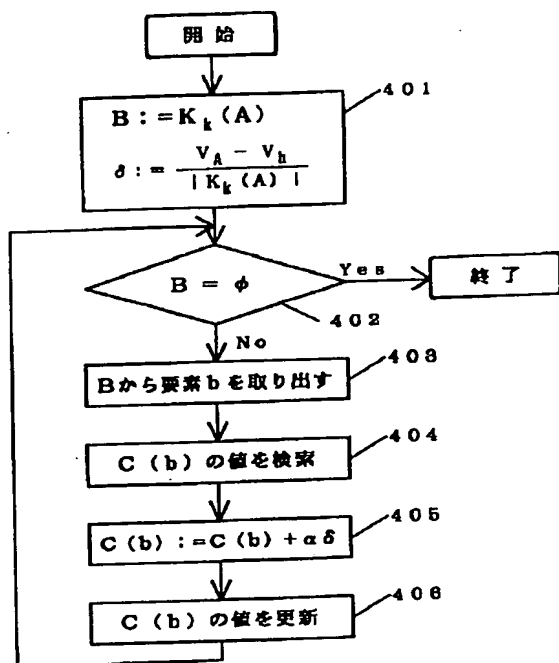 開始
401
B:=K_k(A)
δ:= V_A - V_h / |K_k(A)|
B = φ
Yes
終了
402
No
403
Bから要素bを取り出す
404
C(b)の値を検索
405
C(b):=C(b)+αδ
406
C(b)の値を更新